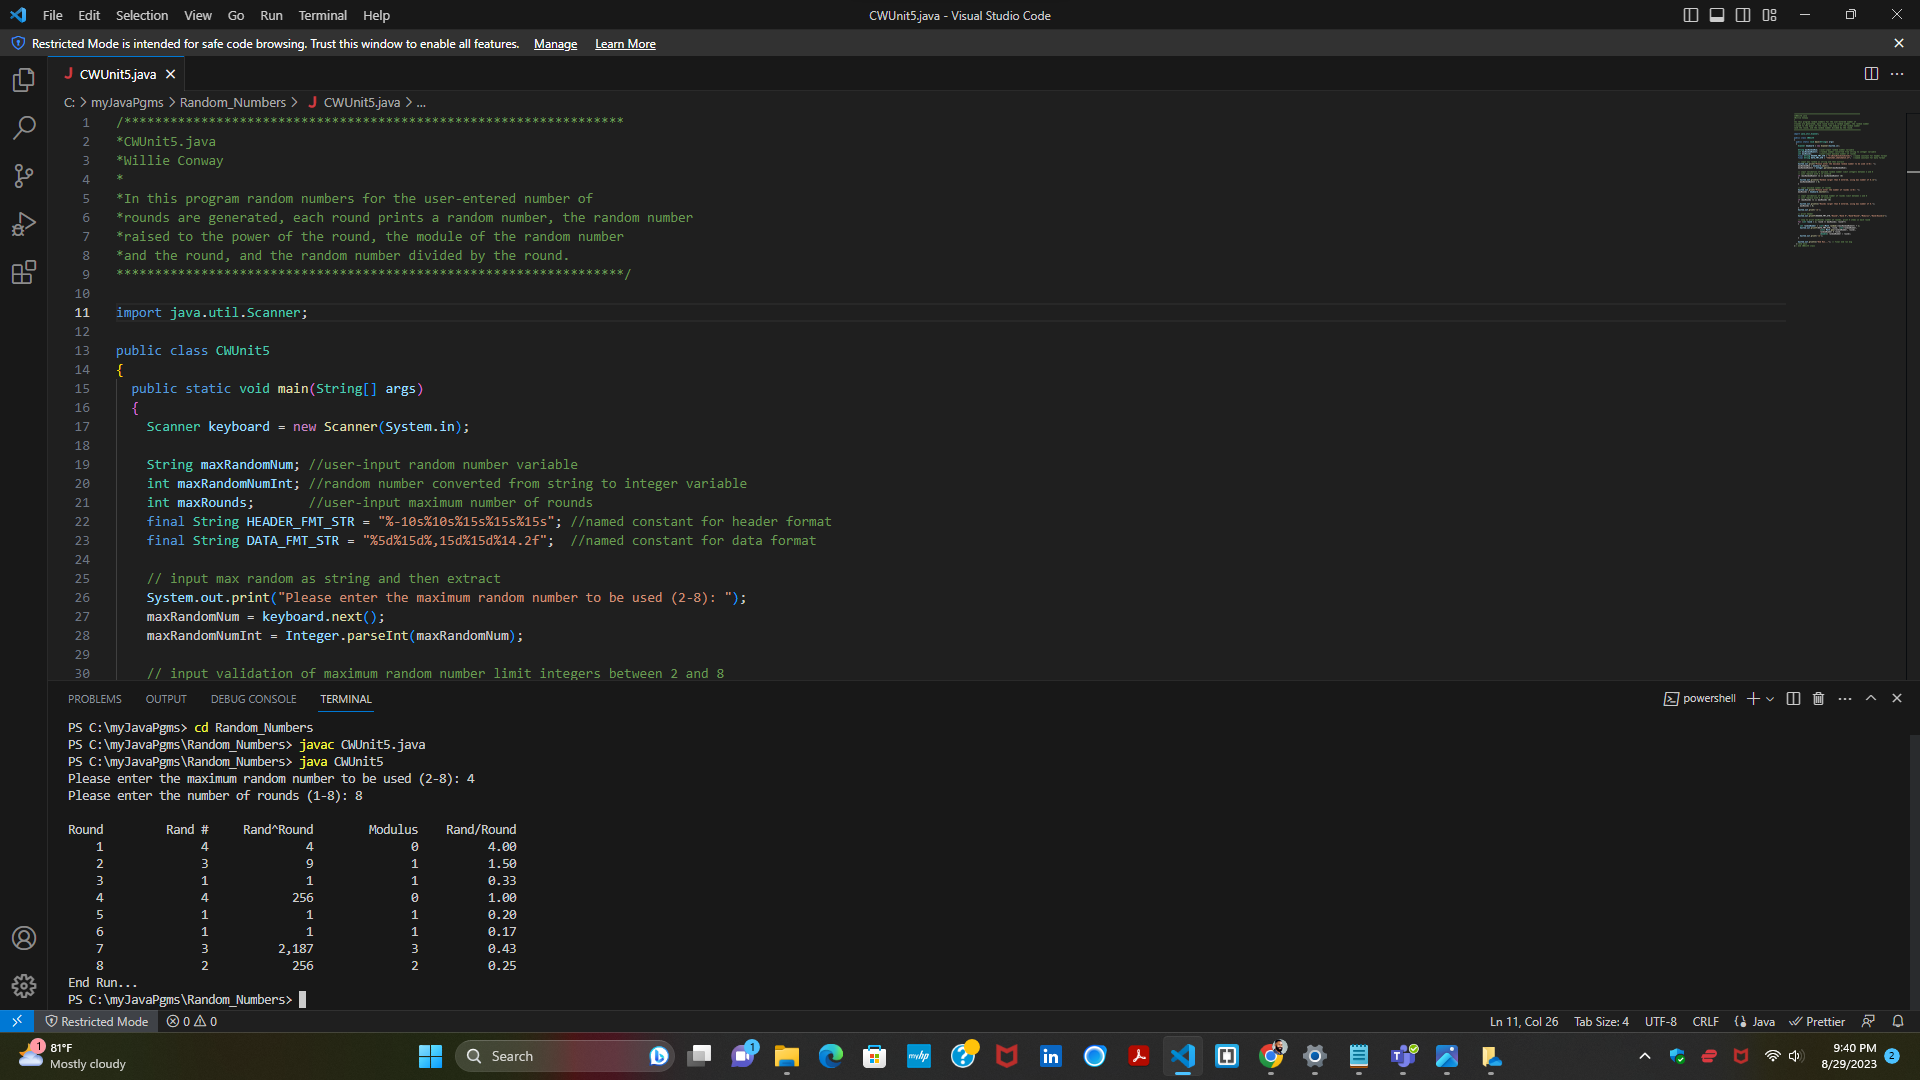 File Edit Selection View Go Run Terminal Help
CWUnit5.java - Visual Studio Code
Restricted Mode is intended for safe code browsing. Trust this window to enable all features. Manage Learn More
J CWUnit5.java
C: > myJavaPgms > Random_Numbers > J CWUnit5.java > ...
1 /******************************************************************
2 *CWUnit5.java
3 *Willie Conway
4 *
5 *In this program random numbers for the user-entered number of
6 *rounds are generated, each round prints a random number, the random number
7 *raised to the power of the round, the module of the random number
8 *and the round, and the random number divided by the round.
9 ******************************************************************/
10
11 import java.util.Scanner;
12
13 public class CWUnit5
14 {
15 public static void main(String[] args)
16 {
17 Scanner keyboard = new Scanner(System.in);
18
19 String maxRandomNum; //user-input random number variable
20 int maxRandomNumInt; //random number converted from string to integer variable
21 int maxRounds; //user-input maximum number of rounds
22 final String HEADER_FMT_STR = "%-10s%10s%15s%15s%15s"; //named constant for header format
23 final String DATA_FMT_STR = "%5d%15d%,15d%15d%14.2f"; //named constant for data format
24
25 // input max random as string and then extract
26 System.out.print("Please enter the maximum random number to be used (2-8): ");
27 maxRandomNum = keyboard.next();
28 maxRandomNumInt = Integer.parseInt(maxRandomNum);
29
30 // input validation of maximum random number limit integers between 2 and 8
PROBLEMS OUTPUT DEBUG CONSOLE TERMINAL
powershell
PS C:\myJavaPgms> cd Random_Numbers
PS C:\myJavaPgms\Random_Numbers> javac CWUnit5.java
PS C:\myJavaPgms\Random_Numbers> java CWUnit5
Please enter the maximum random number to be used (2-8): 4
Please enter the number of rounds (1-8): 8
Round Rand # Rand^Round Modulus Rand/Round
1 4 4 0 4.00
2 3 9 1 1.50
3 1 1 1 0.33
4 4 256 0 1.00
5 1 1 1 0.20
6 1 1 1 0.17
7 3 2,187 3 0.43
8 2 256 2 0.25
End Run...
PS C:\myJavaPgms\Random_Numbers>
Restricted Mode 0 0
Ln 11, Col 26 Tab Size: 4 UTF-8 CRLF Java Prettier
1 81°F
Mostly cloudy
Search
1
myhp
in
9:40 PM
8/29/2023
2